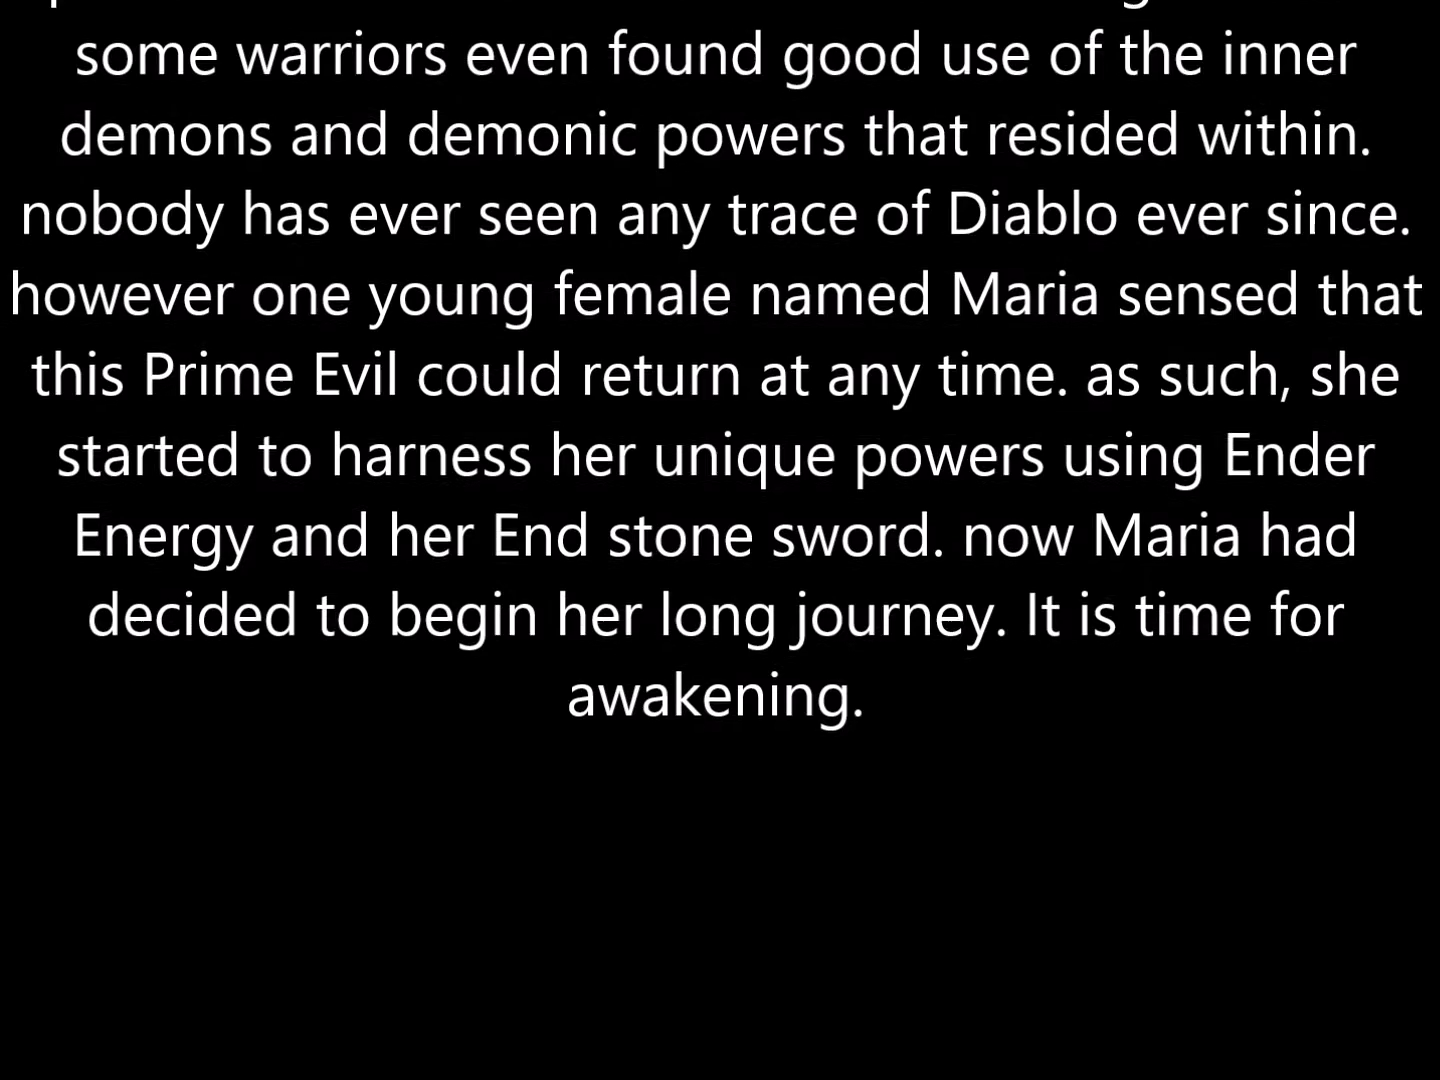 some warriors even found good use of the inner
demons and demonic powers that resided within.
nobody has ever seen any trace of Diablo ever since.
however one young female named Maria sensed that
this Prime Evil could return at any time. as such, she
started to harness her unique powers using Ender
Energy and her End stone sword. now Maria had
decided to begin her long journey. It is time for
awakening.